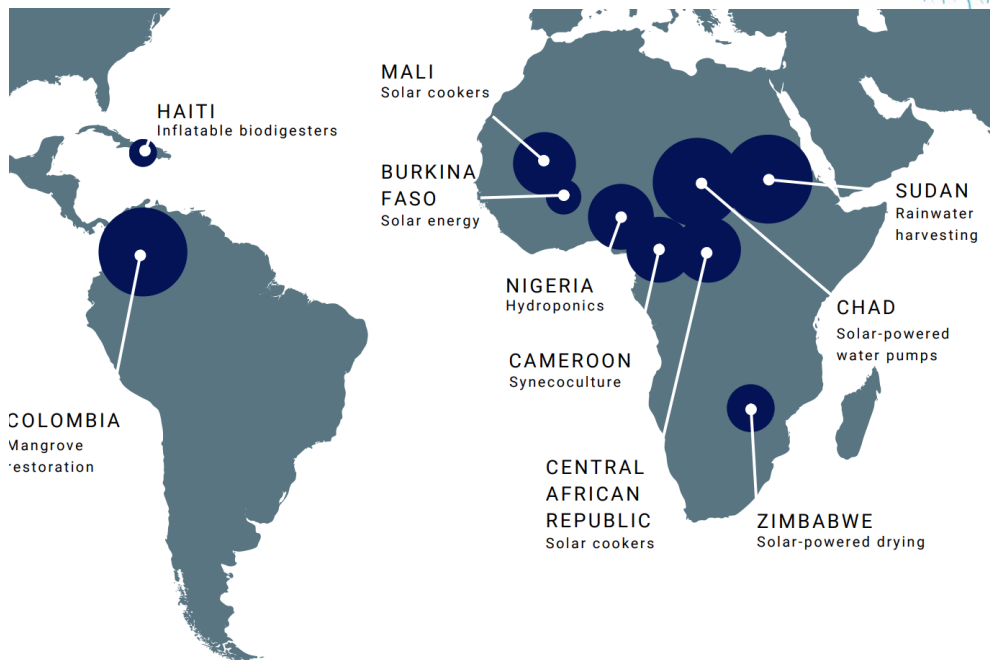 HAITI
Inflatable biodigesters
COLOMBIA
Mangrove
restoration
MALI
Solar cookers
BURKINA
FASO
Solar energy
NIGERIA
Hydroponics
CAMEROON
Synecoculture
CENTRAL
AFRICAN
REPUBLIC
Solar cookers
SUDAN
Rainwater
harvesting
CHAD
Solar-powered
water pumps
ZIMBABWE
Solar-powered drying